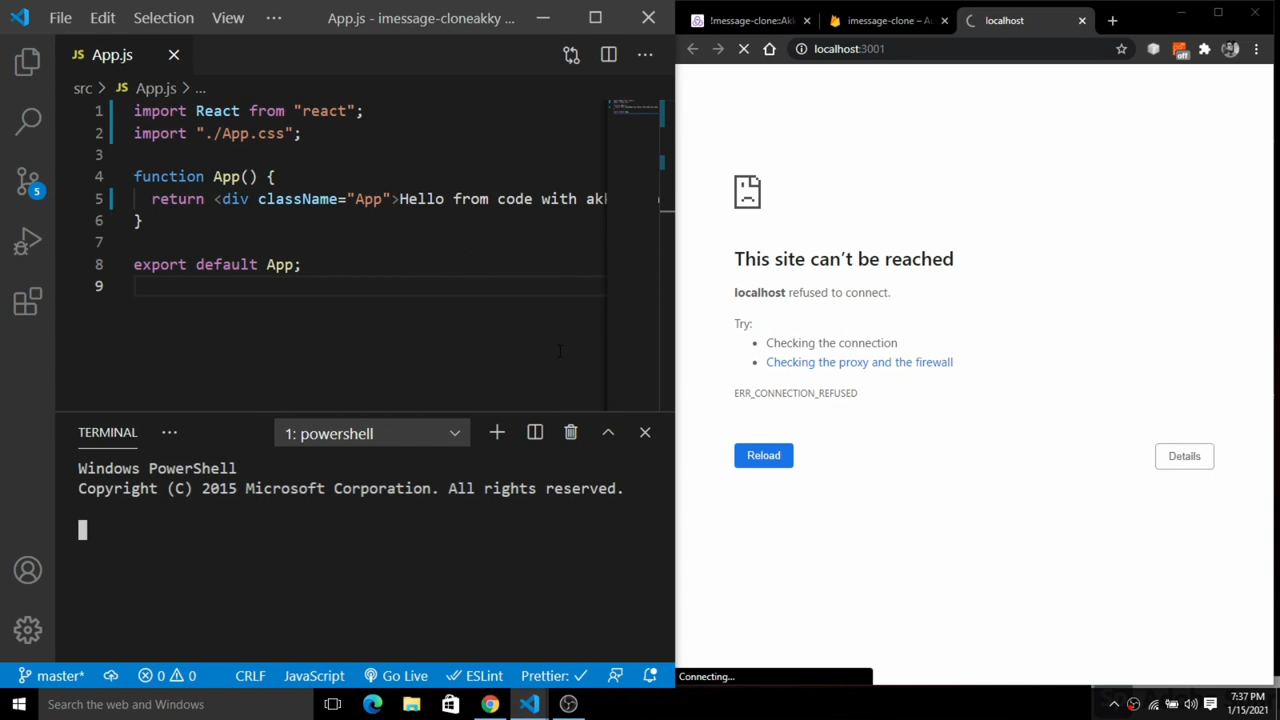 File Edit Selection View ··· App.js - imessage-cloneakky ...
App.js
src > App.js > ...
1 import React from "react";
2 import "./App.css";
3
4 function App() {
5 return <div className="App">Hello from code with akk
6 }
7
8 export default App;
9
TERMINAL ··· 1: powershell
Windows PowerShell
Copyright (C) 2015 Microsoft Corporation. All rights reserved.
5
master* 0 0 CRLF JavaScript Go Live ESLint Prettier: ✓
!message-clone::Ak imessage-clone – A localhost
localhost:3001
off
This site can't be reached
localhost refused to connect.
Try:
• Checking the connection
• Checking the proxy and the firewall
ERR_CONNECTION_REFUSED
Reload Details
Connecting...
Search the web and Windows
7:37 PM
1/15/2021